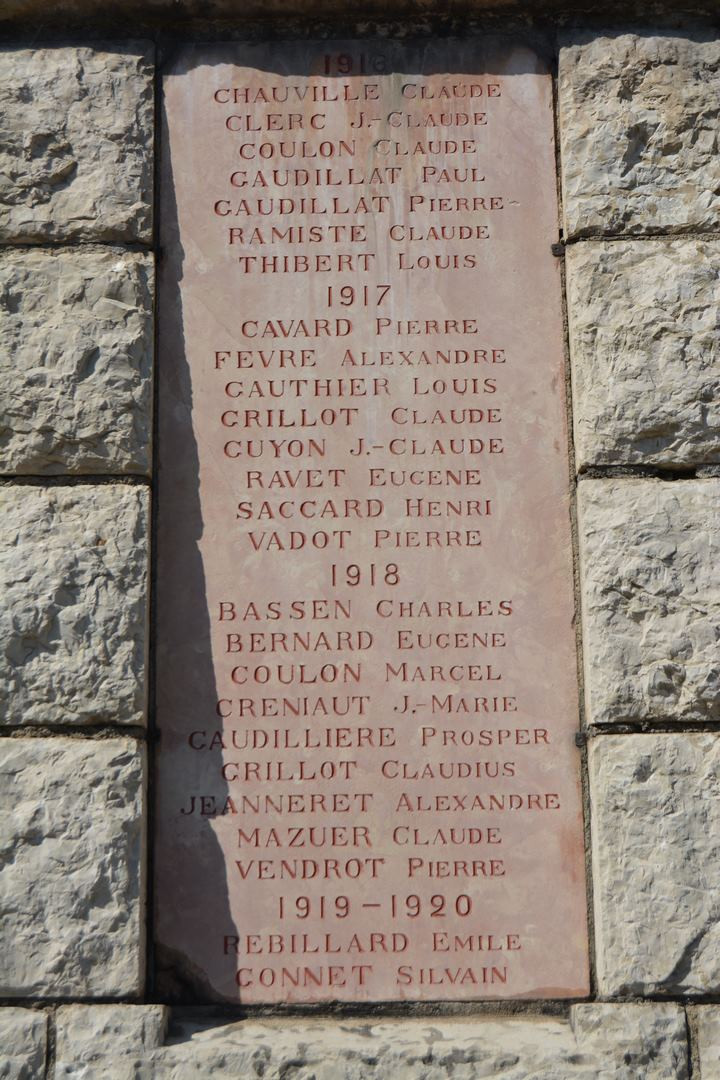 1916
CHAUVILLE CLAUDE
CLERC J.-CLAUDE
COULON CLAUDE
GAUDILLAT PAUL
GAUDILLAT PIERRE
RAMISTE CLAUDE
THIBERT LOUIS
1917
CAVARD PIERRE
FEVRE ALEXANDRE
GAUTHIER LOUIS
GRILLOT CLAUDE
GUYON J.-CLAUDE
RAVET EUGENE
SACCARD HENRI
VADOT PIERRE
1918
BASSEN CHARLES
BERNARD EUGENE
COULON MARCEL
CRENIAUT J.-MARIE
GAUDILLIERE PROSPER
GRILLOT CLAUDIUS
JEANNERET ALEXANDRE
MAZUER CLAUDE
VENDROT PIERRE
1919-1920
REBILLARD EMILE
GONNET SILVAIN